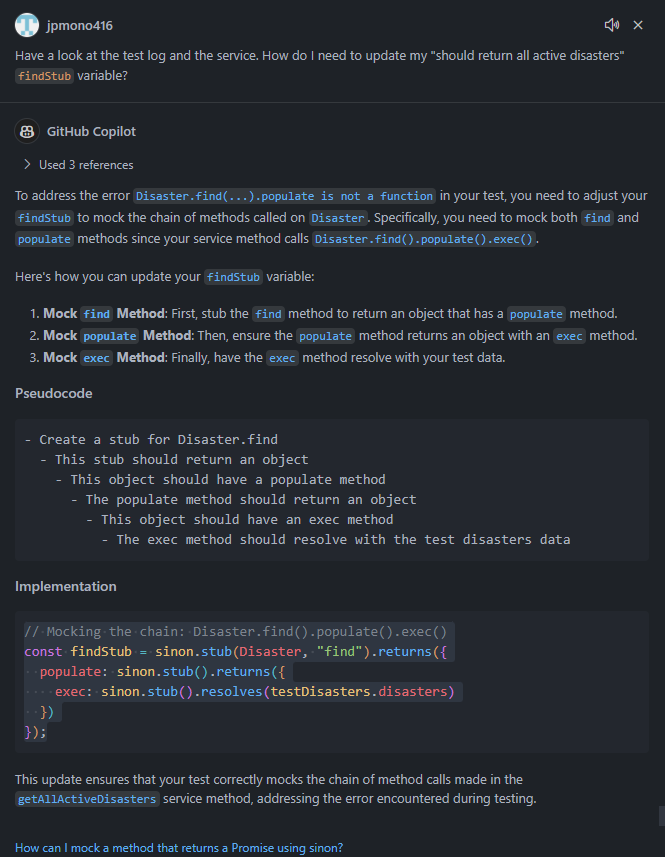 jpmono416
Have a look at the test log and the service. How do I need to update my "should return all active disasters"
findStub variable?
GitHub Copilot
Used 3 references
To address the error Disaster.find(...).populate is not a function in your test, you need to adjust your
findStub to mock the chain of methods called on Disaster. Specifically, you need to mock both find and
populate methods since your service method calls Disaster.find().populate().exec().
Here's how you can update your findStub variable:
1. Mock find Method: First, stub the find method to return an object that has a populate method.
2. Mock populate Method: Then, ensure the populate method returns an object with an exec method.
3. Mock exec Method: Finally, have the exec method resolve with your test data.
Pseudocode
- Create a stub for Disaster.find
  - This stub should return an object
    - This object should have a populate method
      - The populate method should return an object
        - This object should have an exec method
          - The exec method should resolve with the test disasters data
Implementation
// Mocking the chain: Disaster.find().populate().exec()
const findStub = sinon.stub(Disaster, "find").returns({
  populate: sinon.stub().returns({
    exec: sinon.stub().resolves(testDisasters.disasters)
  })
});
This update ensures that your test correctly mocks the chain of method calls made in the
getAllActiveDisasters service method, addressing the error encountered during testing.
How can I mock a method that returns a Promise using sinon?